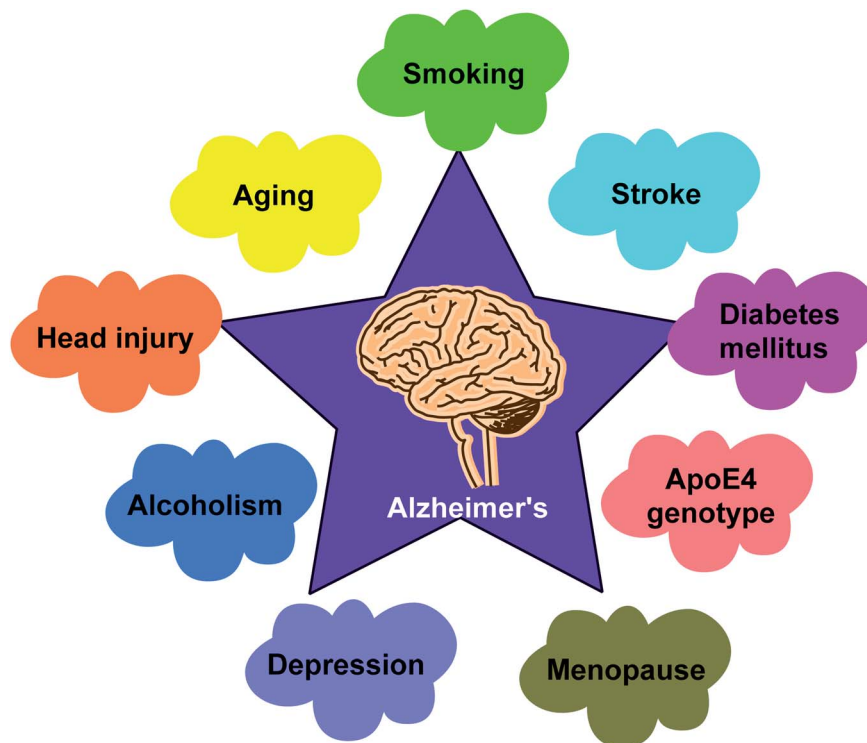 Smoking
Aging
Stroke
Head injury
Diabetes
mellitus
Alcoholism
ApoE4
genotype
Alzheimer's
Depression
Menopause